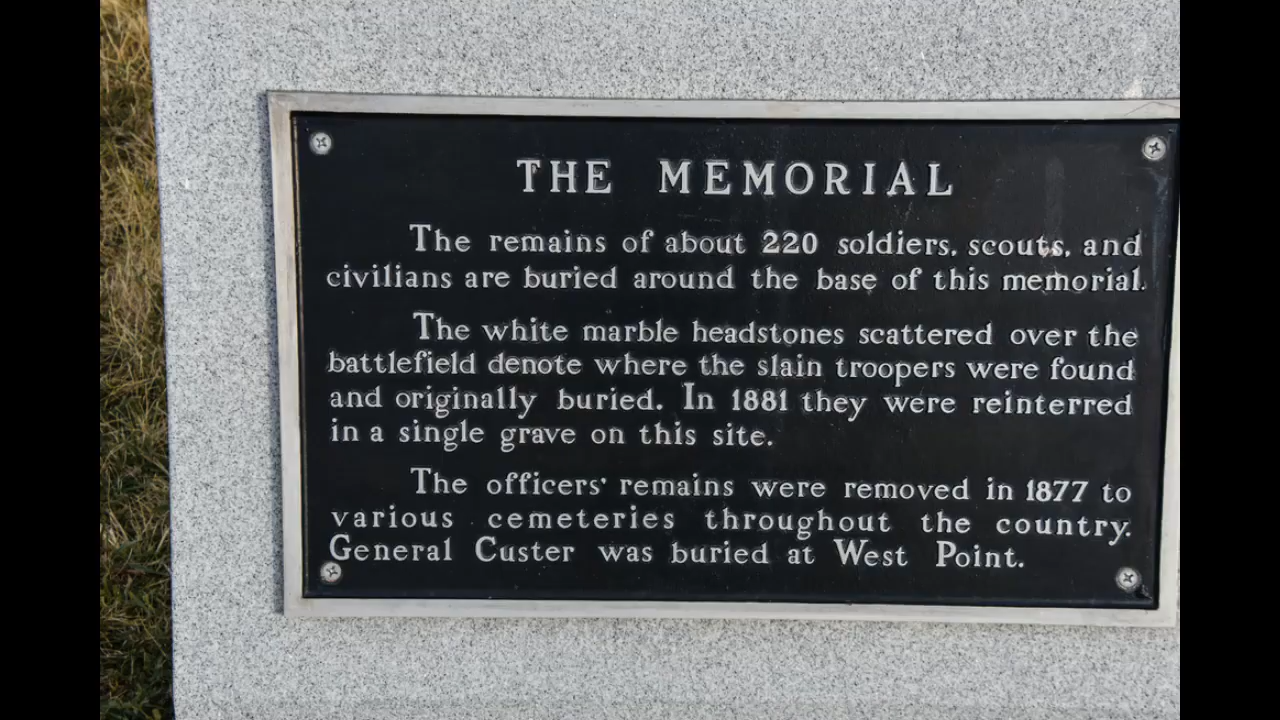 THE MEMORIAL
The remains of about 220 soldiers, scouts, and
civilians are buried around the base of this memorial.
The white marble headstones scattered over the
battlefield denote where the slain troopers were found
and originally buried. In 1881 they were reinterred
in a single grave on this site.
The officers' remains were removed in 1877 to
various cemeteries throughout the country.
General Custer was buried at West Point.